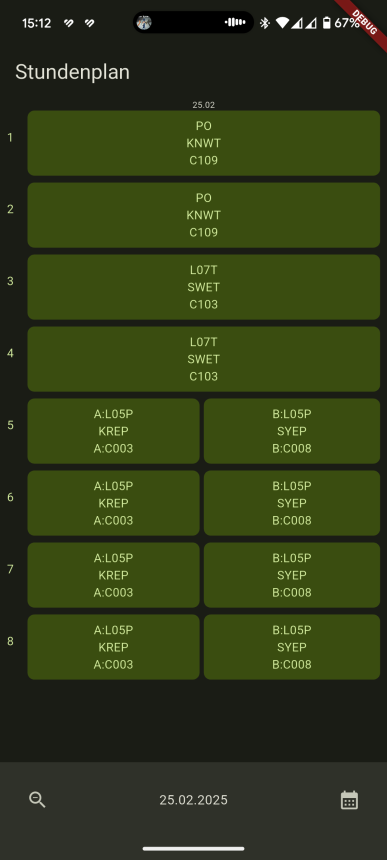 15:12
67%
DEBUG
Stundenplan
25.02
1
PO
KNWT
C109
2
PO
KNWT
C109
3
L07T
SWET
C103
4
L07T
SWET
C103
5
A:L05P
KREP
A:C003
B:L05P
SYEP
B:C008
6
A:L05P
KREP
A:C003
B:L05P
SYEP
B:C008
7
A:L05P
KREP
A:C003
B:L05P
SYEP
B:C008
8
A:L05P
KREP
A:C003
B:L05P
SYEP
B:C008
25.02.2025